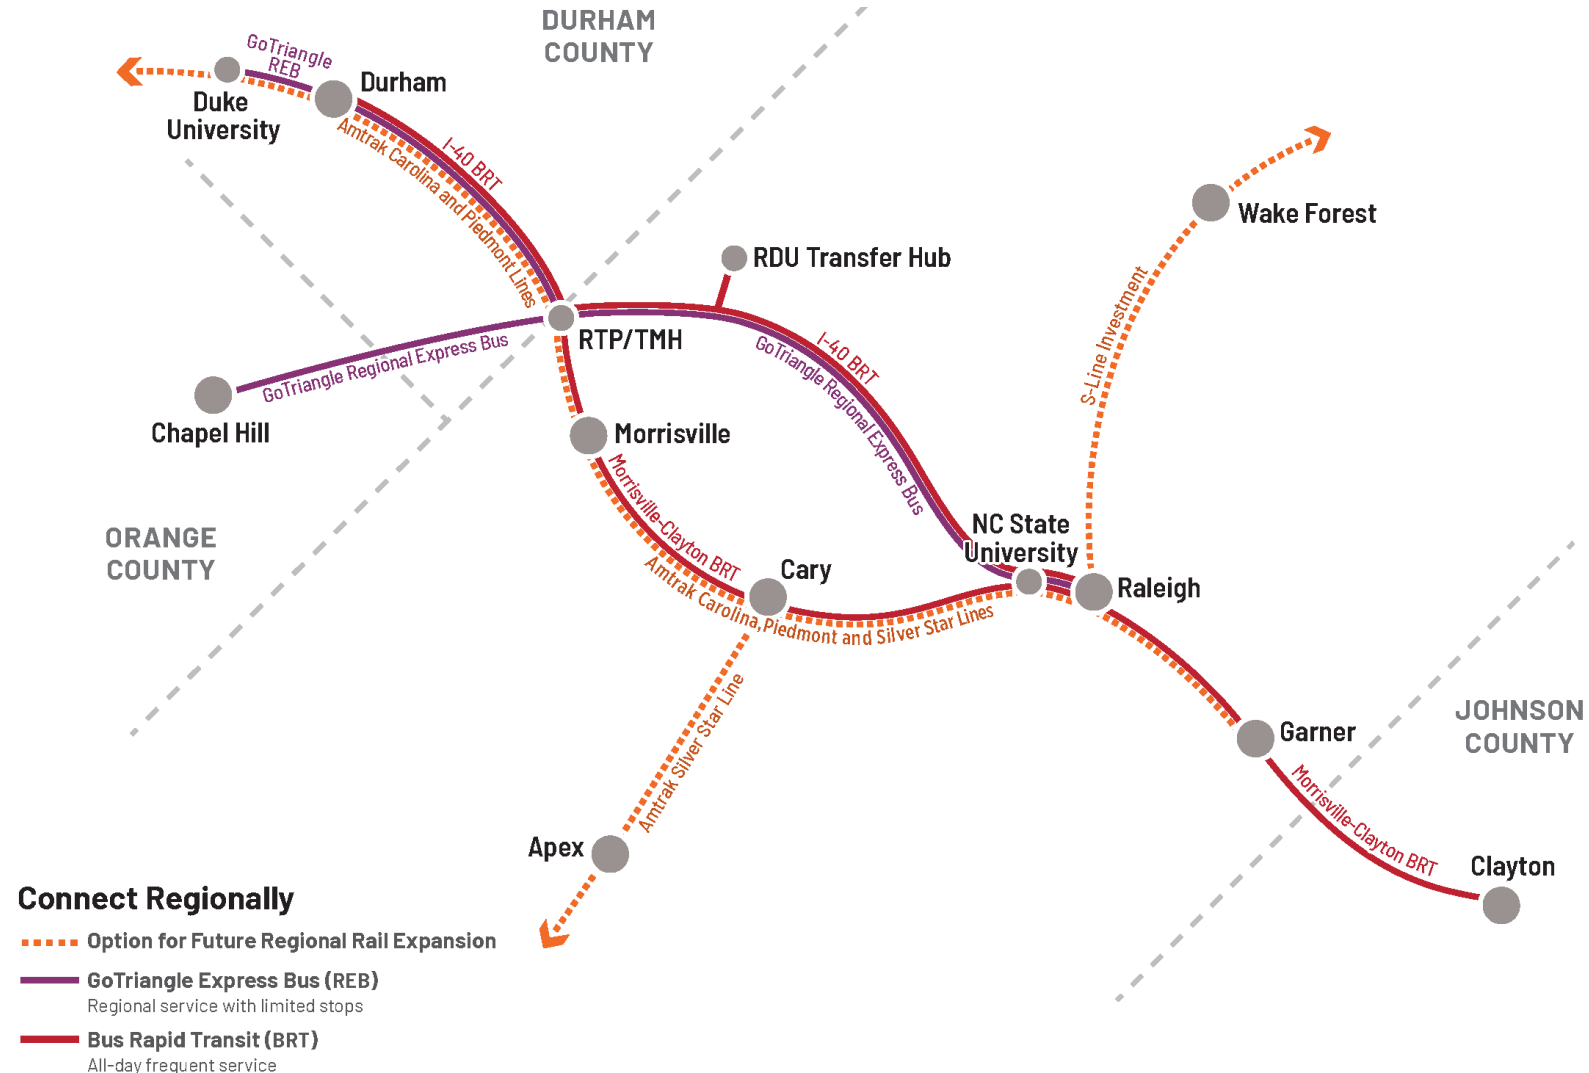 DURHAM
COUNTY
GoTriangle
REB
Durham
Duke
University
I-40 BRT
Amtrak Carolina and Piedmont Lines
Wake Forest
RDU Transfer Hub
S-Line Investment
RTP/TMH
I-40 BRT
GoTriangle Regional Express Bus
GoTriangle Regional Express Bus
Chapel Hill
Morrisville
Morrisville-Clayton BRT
NC State
University
ORANGE
COUNTY
Cary
Raleigh
Amtrak Carolina, Piedmont and Silver Star Lines
Amtrak Silver Star Line
JOHNSON
COUNTY
Garner
Morrisville-Clayton BRT
Apex
Clayton
Connect Regionally
Option for Future Regional Rail Expansion
GoTriangle Express Bus (REB)
Regional service with limited stops
Bus Rapid Transit (BRT)
All-day frequent service